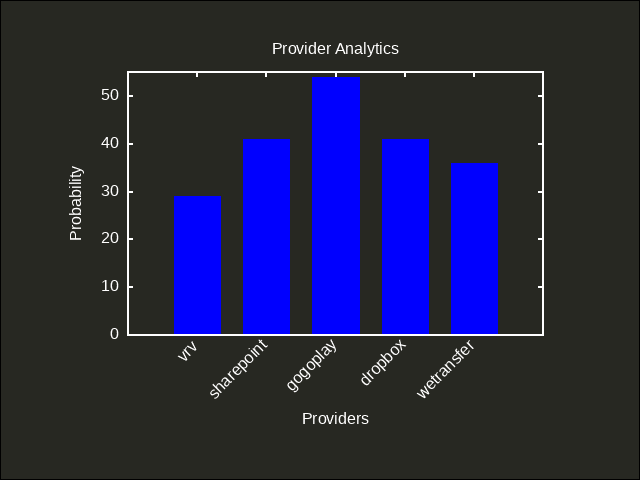 Provider Analytics
50
40
30
20
10
0
Probability
vrv
sharepoint
gogoplay
dropbox
wetransfer
Providers